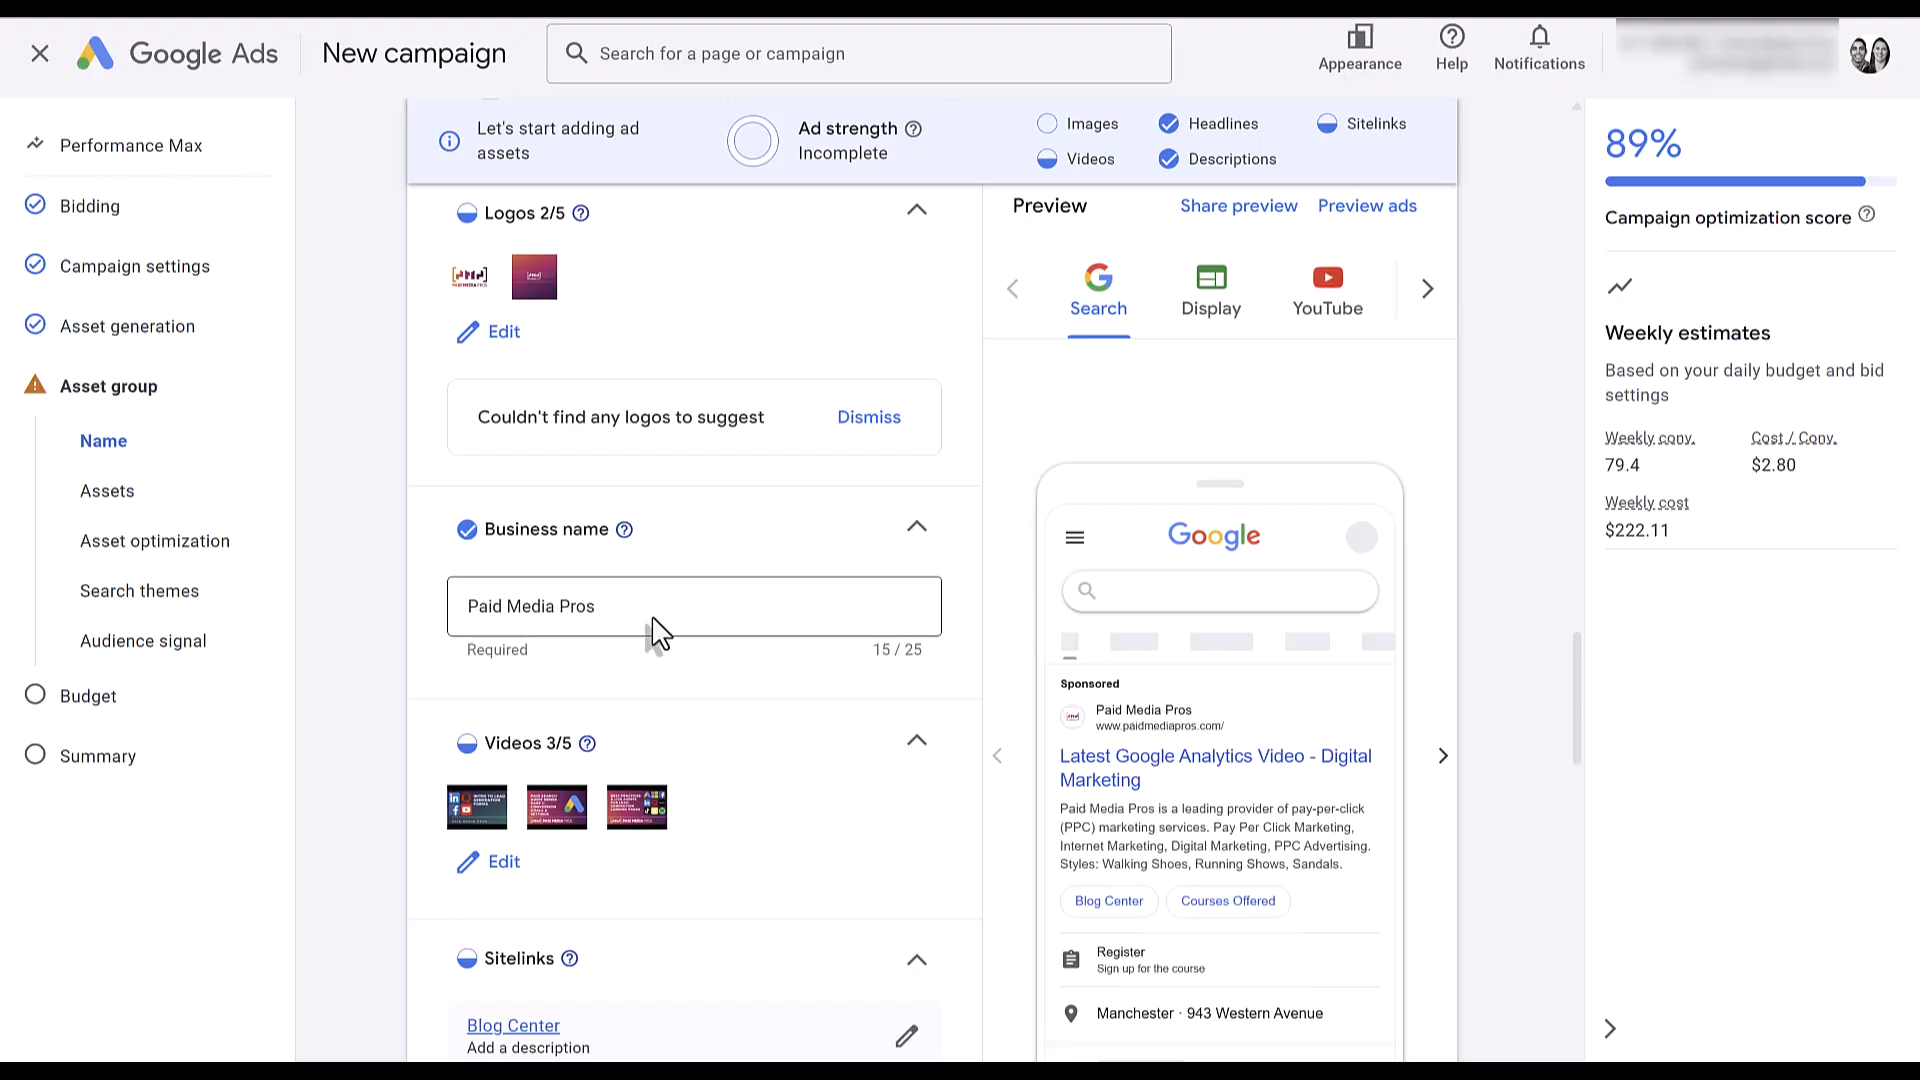 Google Ads
New campaign
Search for a page or campaign
Appearance
Help
Notifications
Performance Max
Bidding
Campaign settings
Asset generation
Asset group
Name
Assets
Asset optimization
Search themes
Audience signal
Budget
Summary
Let's start adding ad
assets
Ad strength
Incomplete
Images
Headlines
Sitelinks
Videos
Descriptions
Logos 2/5
PAID MEDIA PROS
Edit
Couldn't find any logos to suggest
Dismiss
Business name
Paid Media Pros
Required
15 / 25
Videos 3/5
Edit
Sitelinks
Blog Center
Add a description
Preview
Share preview
Preview ads
Search
Display
YouTube
Google
Sponsored
Paid Media Pros
www.paidmediapros.com/
Latest Google Analytics Video - Digital
Marketing
Paid Media Pros is a leading provider of pay-per-click
(PPC) marketing services. Pay Per Click Marketing,
Internet Marketing, Digital Marketing, PPC Advertising.
Styles: Walking Shoes, Running Shows, Sandals.
Blog Center
Courses Offered
Register
Sign up for the course
Manchester · 943 Western Avenue
89%
Campaign optimization score
Weekly estimates
Based on your daily budget and bid
settings
Weekly conv.
Cost / Conv.
79.4
$2.80
Weekly cost
$222.11